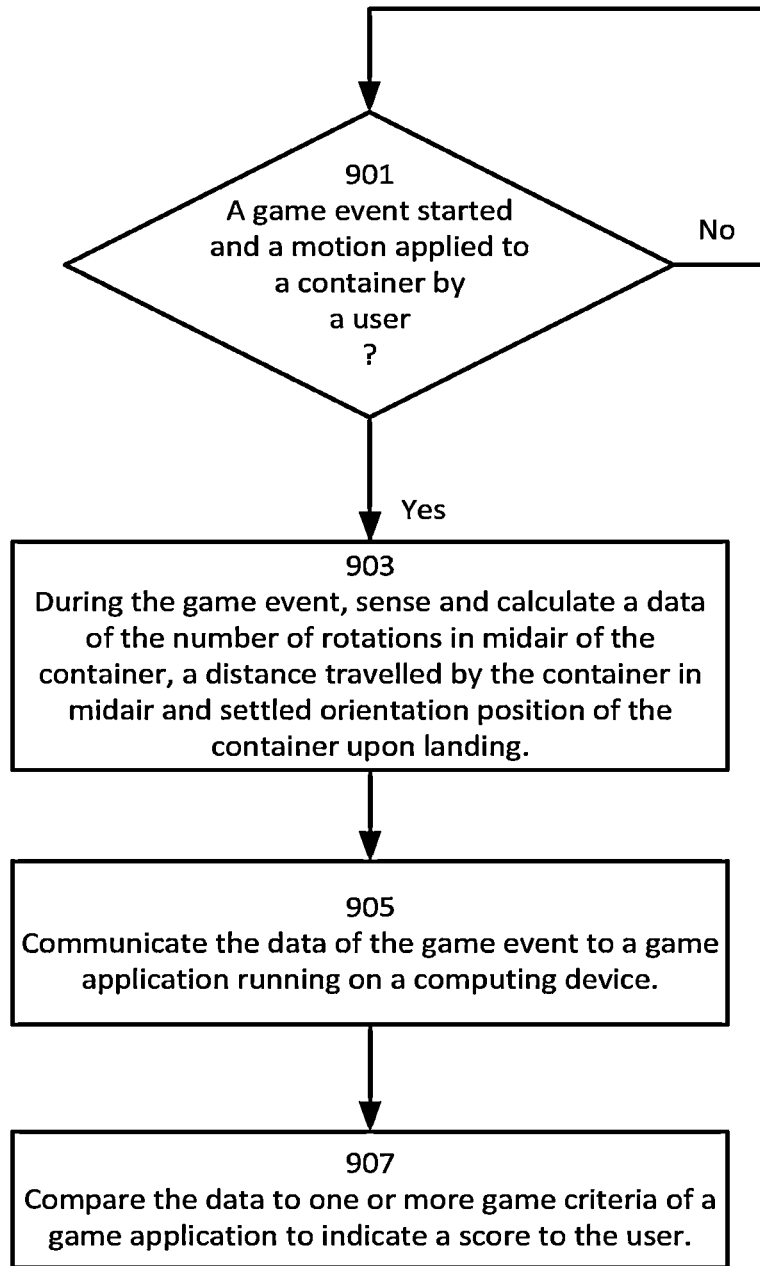 901
A game event started
and a motion applied to
a container by
a user
?
No
Yes
903
During the game event, sense and calculate a data
of the number of rotations in midair of the
container, a distance travelled by the container in
midair and settled orientation position of the
container upon landing.
905
Communicate the data of the game event to a game
application running on a computing device.
907
Compare the data to one or more game criteria of a
game application to indicate a score to the user.